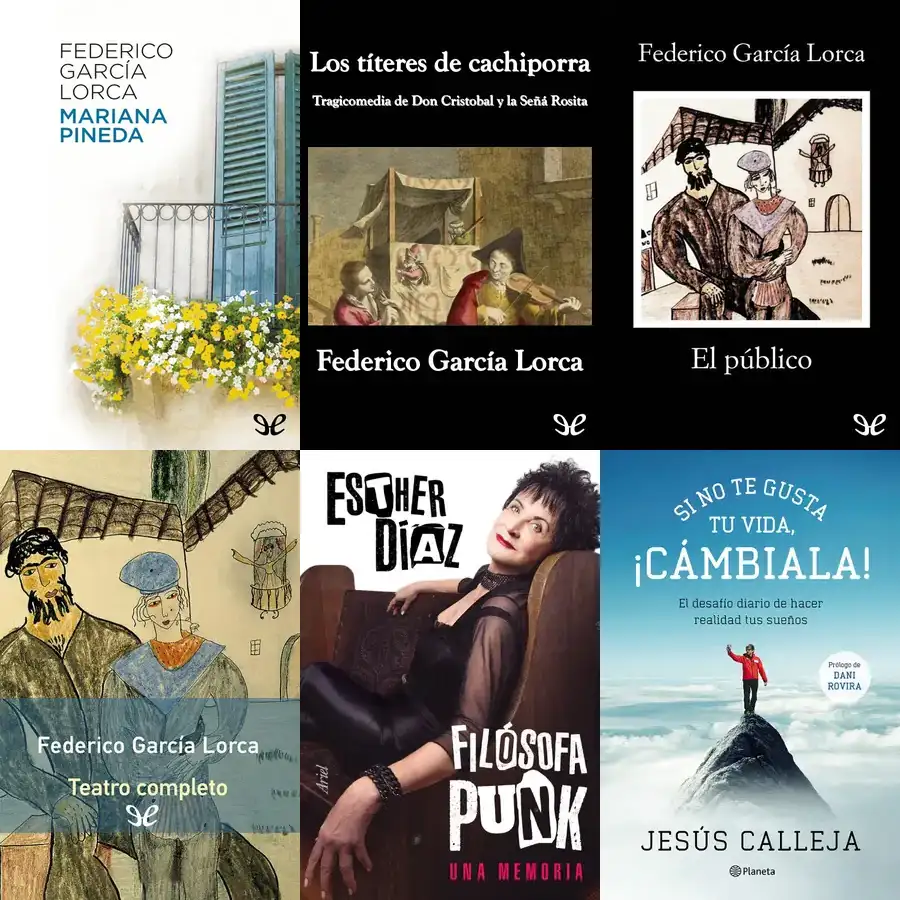 FEDERICO
GARCÍA
LORCA
MARIANA
PINEDA
Los títeres de cachiporra
Tragicomedia de Don Cristobal y la Señá Rosita
Federico García Lorca
Federico García Lorca
El público
Federico García Lorca
Teatro completo
ESTHER
DÍAZ
FILÓSOFA
PUNK
UNA MEMORIA
Ariel
SI NO TE GUSTA
TU VIDA,
¡CÁMBIALA!
El desafío diario de hacer
realidad tus sueños
Prólogo de
DANI
ROVIRA
JESÚS CALLEJA
Planeta